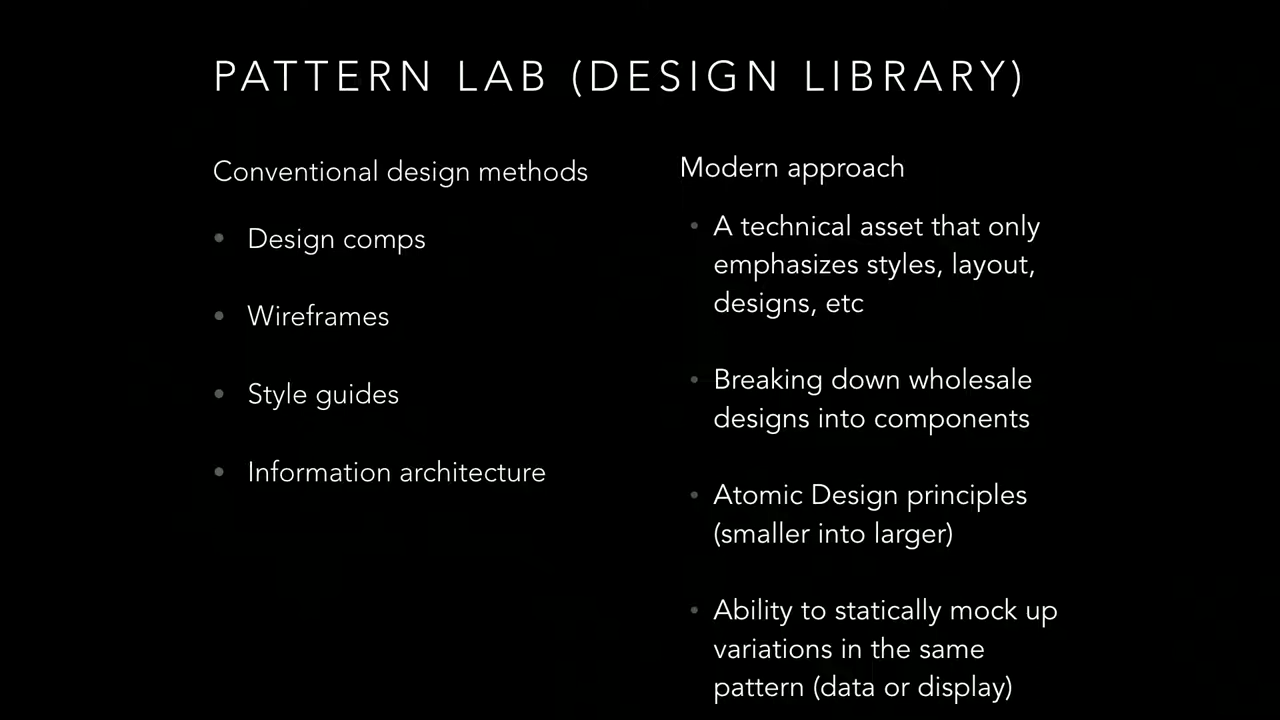 PATTERN LAB (DESIGN LIBRARY)
Conventional design methods
• Design comps
• Wireframes
• Style guides
• Information architecture
Modern approach
• A technical asset that only
emphasizes styles, layout,
designs, etc
• Breaking down wholesale
designs into components
• Atomic Design principles
(smaller into larger)
• Ability to statically mock up
variations in the same
pattern (data or display)